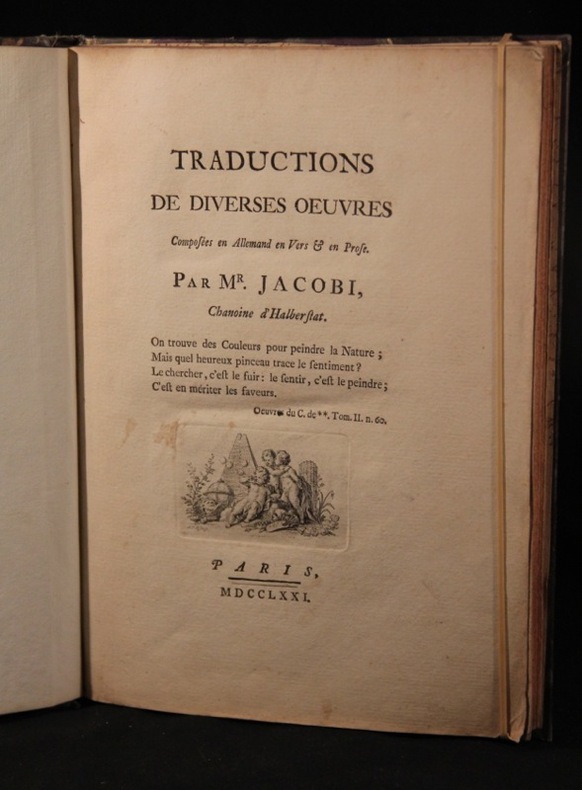 TRADUCTIONS
DE DIVERSES OEUVRES
Compoſées en Allemand en Vers & en Proſe.
PAR MR. JACOBI,
Chanoine d'Halberſtat.
On trouve des Couleurs pour peindre la Nature ;
Mais quel heureux pinceau trace le ſentiment ?
Le chercher, c'eſt le fuir : le ſentir, c'eſt le peindre ;
C'eſt en mériter les faveurs.
Oeuvres du C. de **. Tom. II. n. 60.
PARIS,
MDCCLXXI.